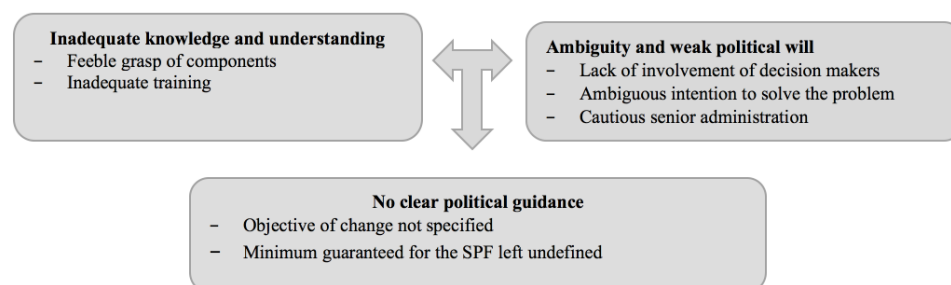 Inadequate knowledge and understanding
– Feeble grasp of components
– Inadequate training
Ambiguity and weak political will
– Lack of involvement of decision makers
– Ambiguous intention to solve the problem
– Cautious senior administration
No clear political guidance
– Objective of change not specified
– Minimum guaranteed for the SPF left undefined